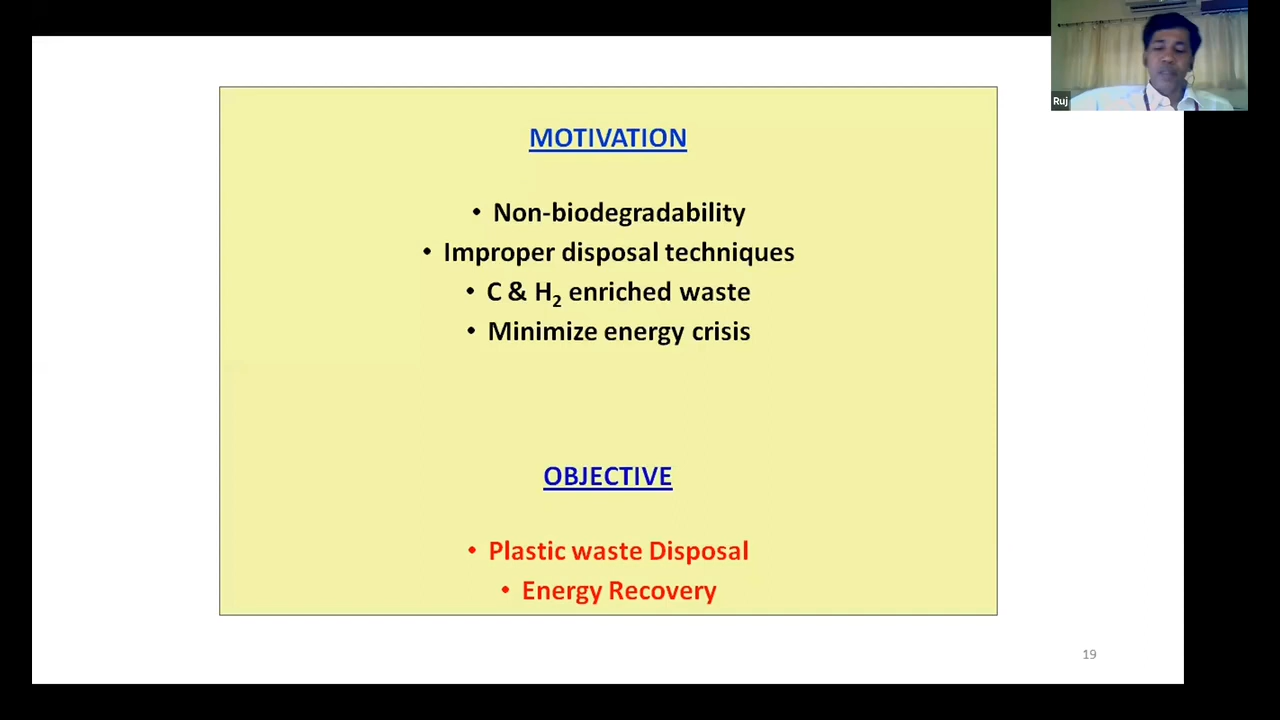 Ruj
MOTIVATION
• Non-biodegradability
• Improper disposal techniques
• C & H₂ enriched waste
• Minimize energy crisis
OBJECTIVE
• Plastic waste Disposal
• Energy Recovery
19